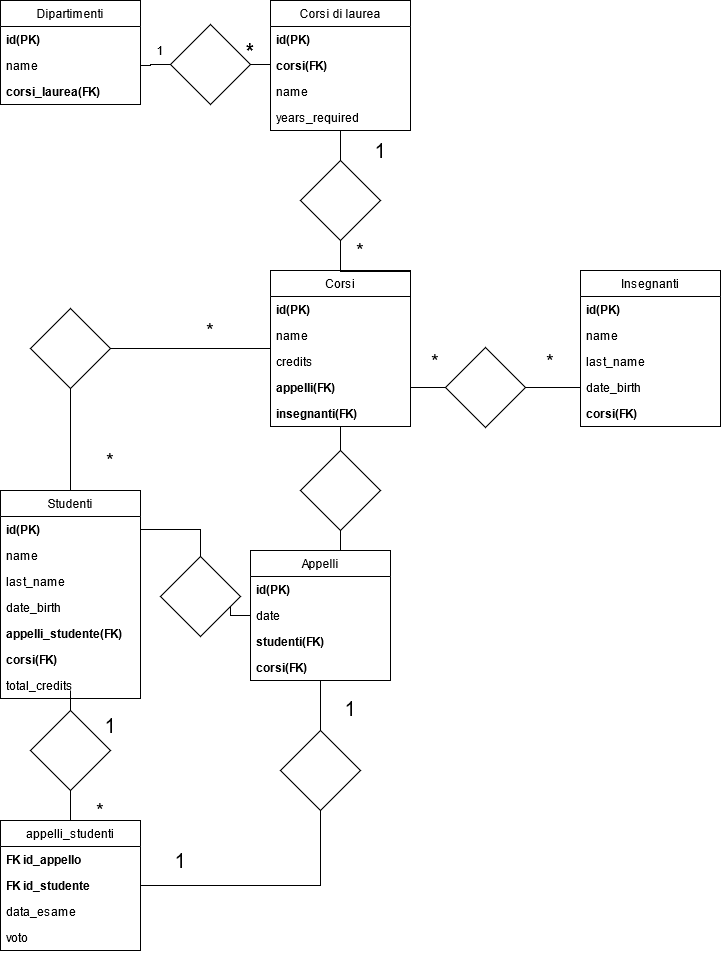 Dipartimenti
id(PK)
name
corsi_laurea(FK)
1
*
Corsi di laurea
id(PK)
corsi(FK)
name
years_required
1
*
Corsi
id(PK)
name
credits
appelli(FK)
insegnanti(FK)
*
*
Insegnanti
id(PK)
name
last_name
date_birth
corsi(FK)
*
*
Studenti
id(PK)
name
last_name
date_birth
appelli_studente(FK)
corsi(FK)
total_credits
Appelli
id(PK)
date
studenti(FK)
corsi(FK)
1
*
1
1
appelli_studenti
FK id_appello
FK id_studente
data_esame
voto